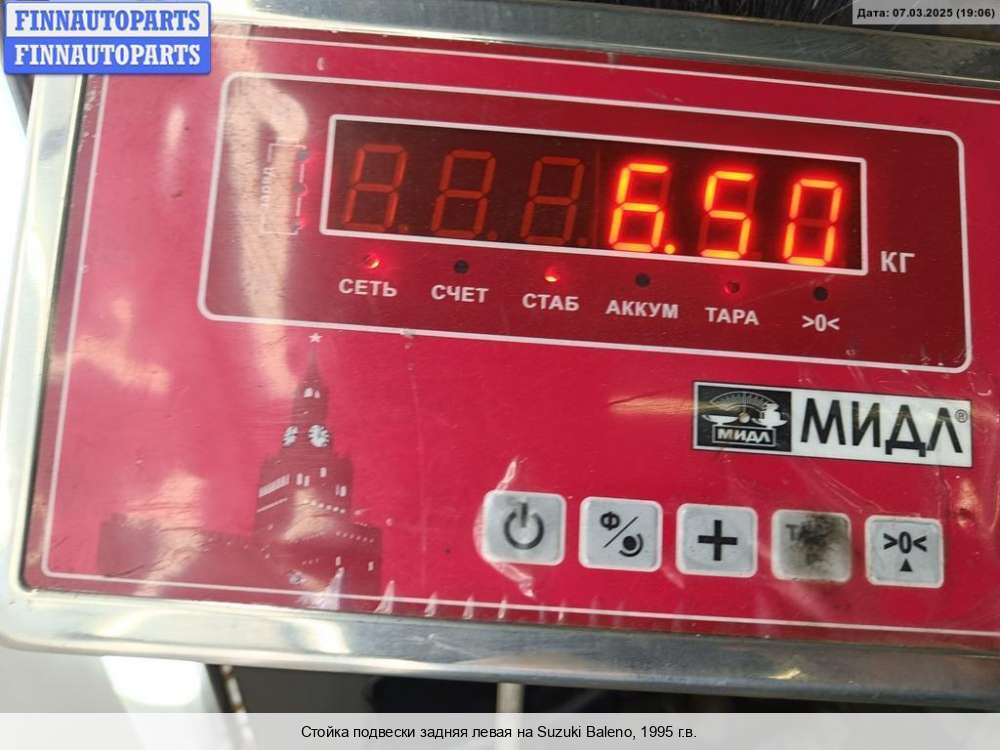 FINNAUTOPARTS
FINNAUTOPARTS
Дата: 07.03.2025 (19:06)
6.50
КГ
СЕТЬ СЧЕТ СТАБ АККУМ ТАРА >0<
МИДЛ
МИДЛ®
Ф
>0<
Стойка подвески задняя левая на Suzuki Baleno, 1995 г.в.